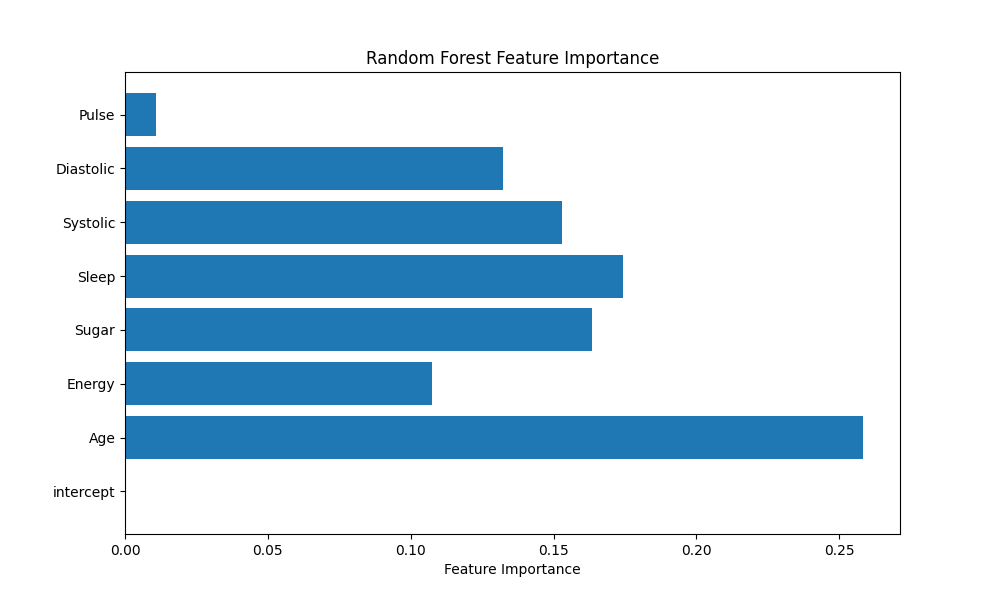 Random Forest Feature Importance
Pulse
Diastolic
Systolic
Sleep
Sugar
Energy
Age
intercept
0.00 0.05 0.10 0.15 0.20 0.25
Feature Importance